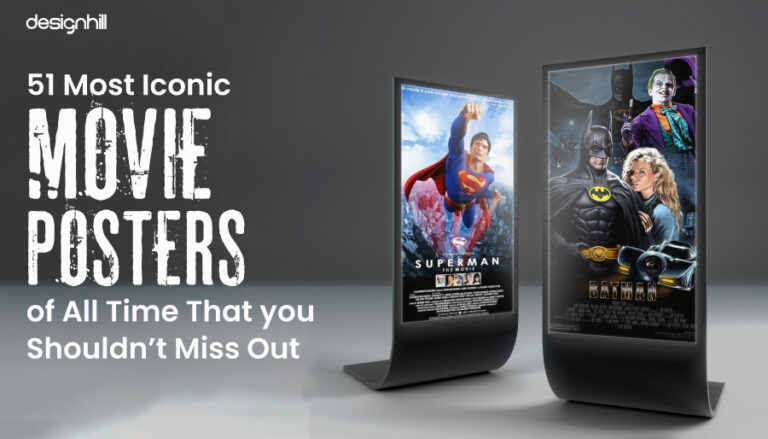 designhill
51 Most Iconic
MOVIE
POSTERS
of All Time That you
Shouldn't Miss Out
SUPERMAN
THE MOVIE
BATMAN